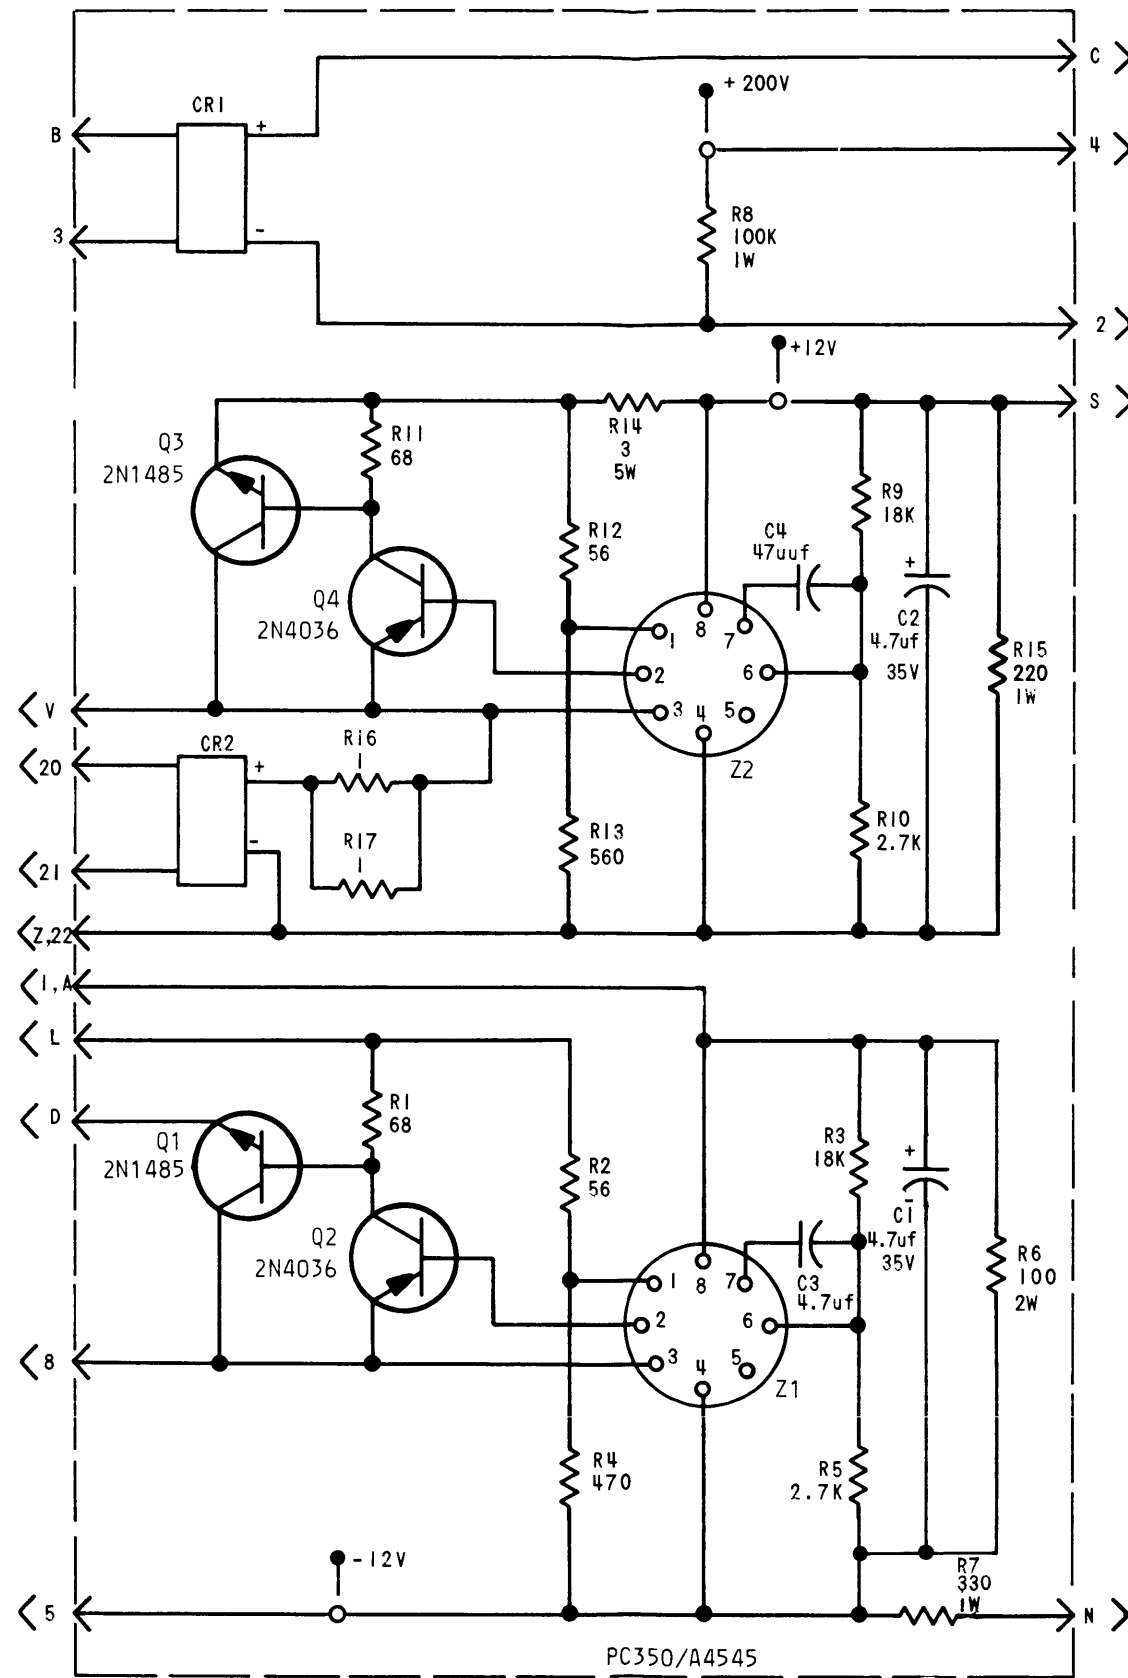 C
+ 200V
CR1
B
+
4
3
-
R8
100K
1W
2
+12V
S
Q3
2N1485
R11
68
R14
3
5W
R9
18K
R12
56
C4
47uuf
+
C2
4.7uf
35V
R15
220
1W
Q4
2N4036
1
8
7
2
6
3
4
5
Z2
V
CR2
20
+
R16
-
R17
21
R13
560
R10
2.7K
Z,22
1,A
L
D
Q1
2N1485
R1
68
R2
56
R3
18K
+
C1
-
4.7uf
35V
R6
100
2W
Q2
2N4036
C3
4.7uf
1
8
7
2
6
3
4
5
Z1
8
R4
470
R5
2.7K
-12V
R7
330
1W
5
N
PC350/A4545